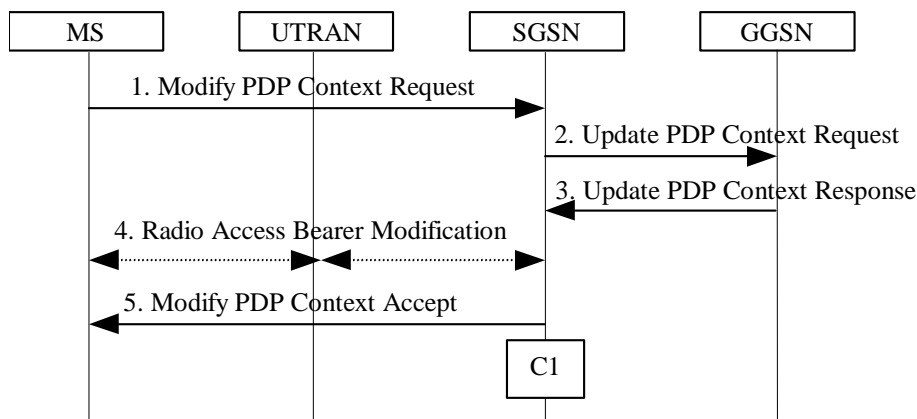 MS
UTRAN
SGSN
GGSN
1. Modify PDP Context Request
2. Update PDP Context Request
3. Update PDP Context Response
4. Radio Access Bearer Modification
5. Modify PDP Context Accept
C1